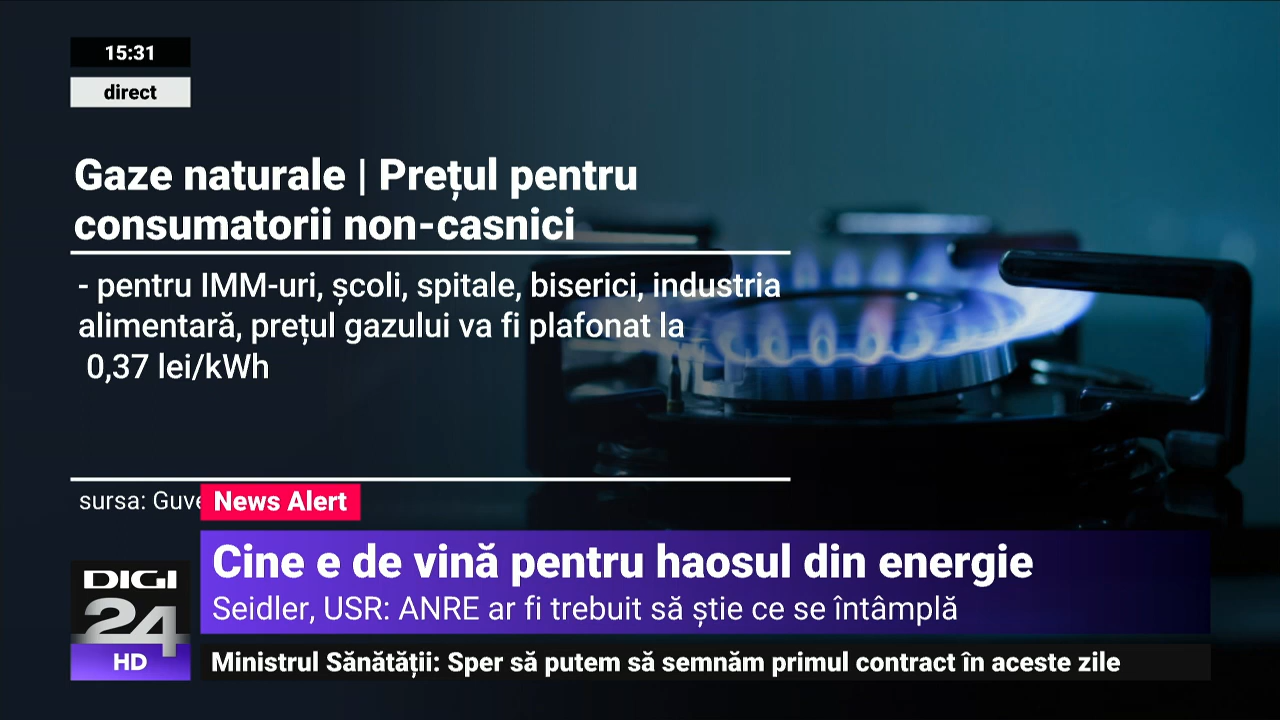 15:31
direct
Gaze naturale | Prețul pentru
consumatorii non-casnici
- pentru IMM-uri, școli, spitale, biserici, industria
alimentară, prețul gazului va fi plafonat la
0,37 lei/kWh
sursa:
News Alert
Cine e de vină pentru haosul din energie
Seidler, USR: ANRE ar fi trebuit să știe ce se întâmplă
DIGI
24
HD
Ministrul Sănătății: Sper să putem să semnăm primul contract în aceste zile